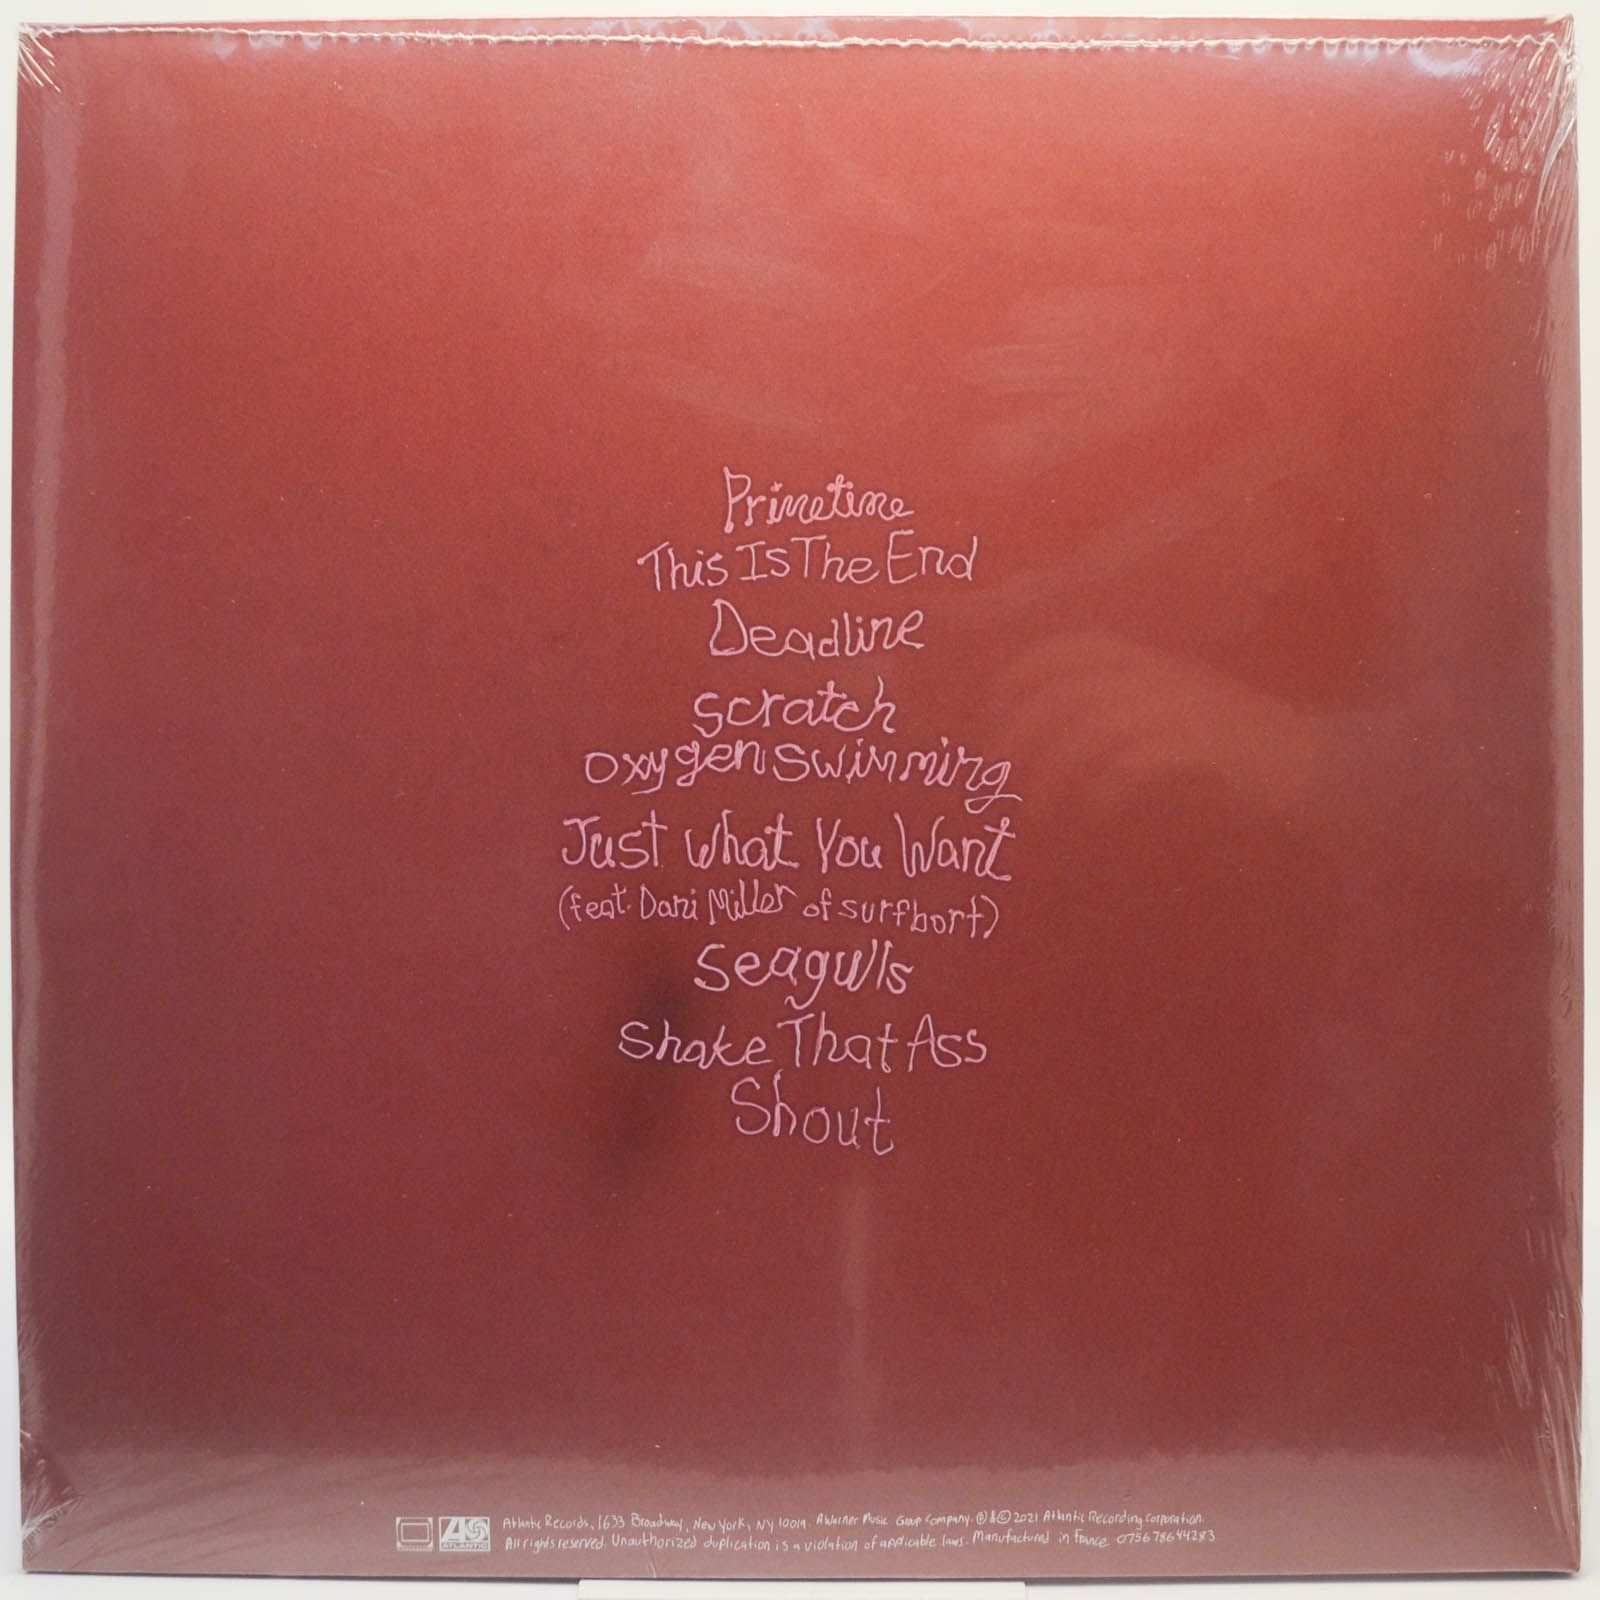 Primetime
This Is The End
Deadline
Scratch
Oxygen Swimming
Just What You Want
(feat. Dani Miller of surfbort)
Seagulls
Shake That Ass
Shout
ATLANTIC
Atlantic Records, 1633 Broadway, New York, NY 10019. A Warner Music Group Company. ℗ & © 2021 Atlantic Recording Corporation.
All rights reserved. Unauthorized duplication is a violation of applicable laws. Manufactured in France 075678644283